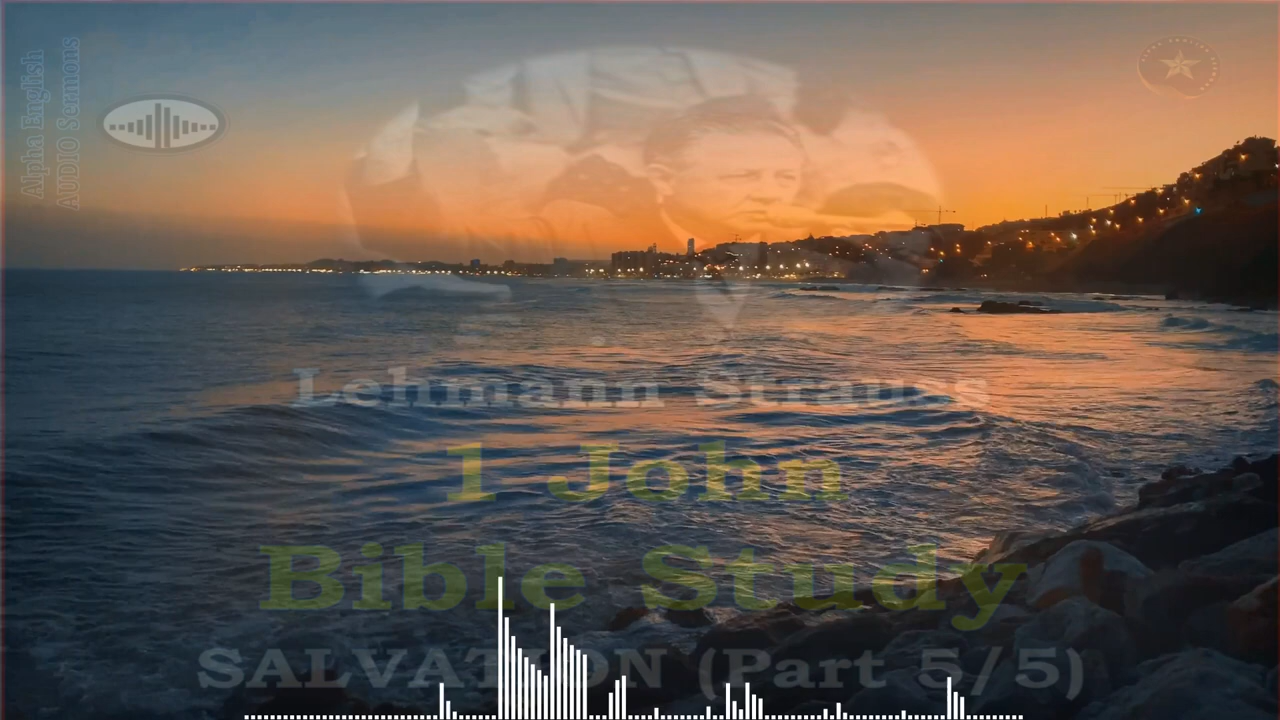 Alpha English
AUDIO Sermons
Lehmann Strauss
1 John
Bible Study
SALVATION (Part 5/5)